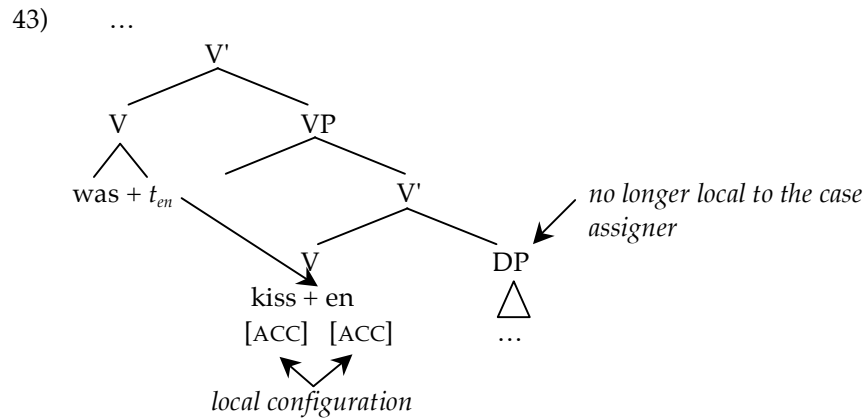 43) …
V'
V VP
was + t_en V'
no longer local to the case
assigner
V DP
kiss + en
[ACC] [ACC] …
local configuration